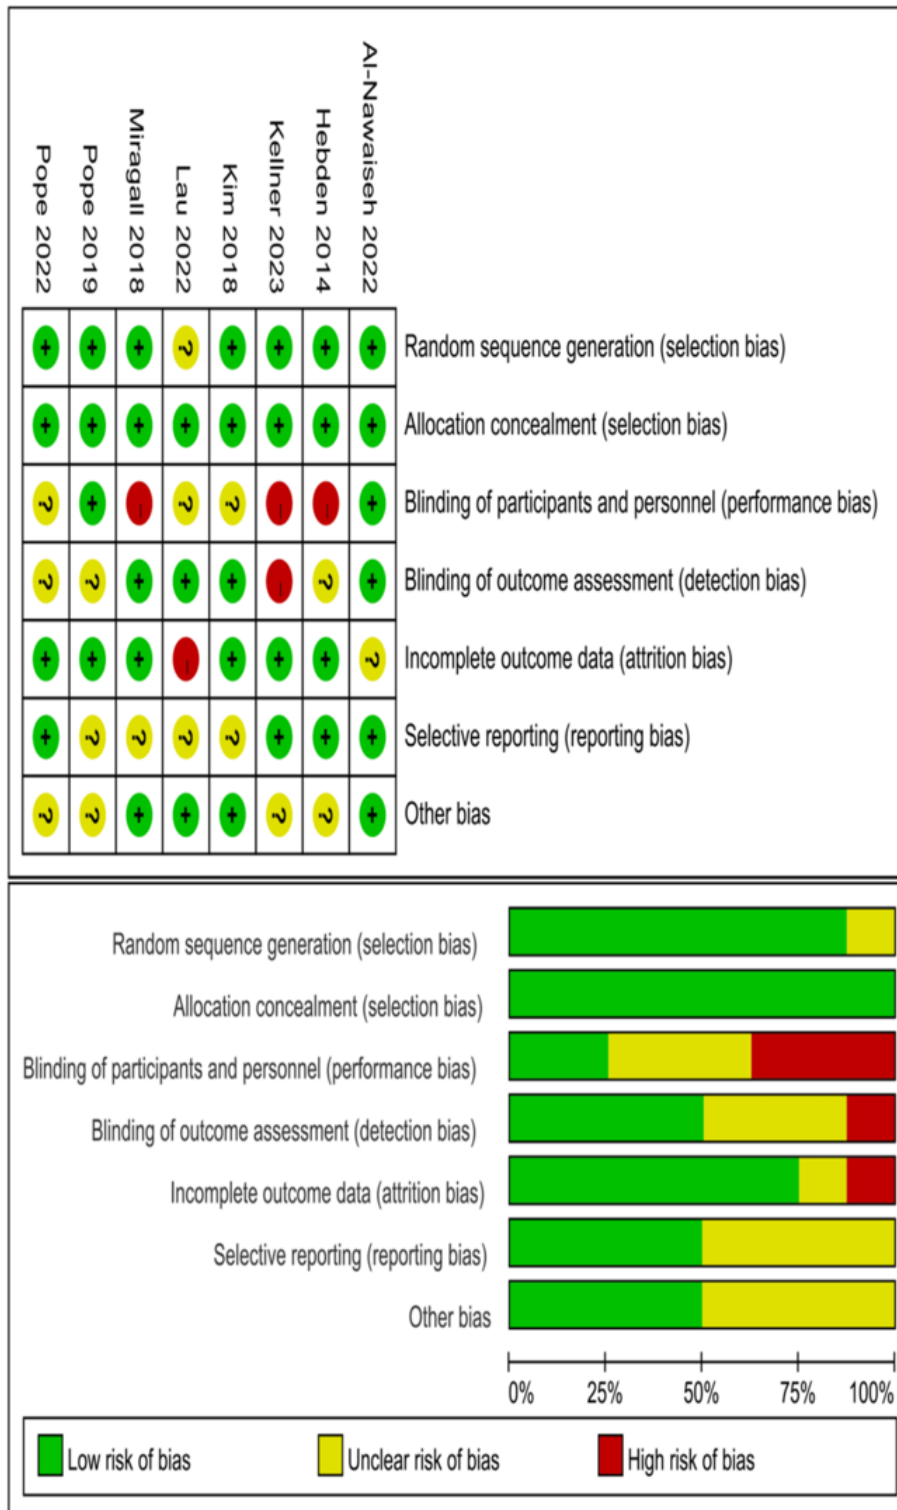 Pope 2022
Pope 2019
Miragall 2018
Lau 2022
Kim 2018
Kellner 2023
Hebden 2014
Al-Nawaiseh 2022
+ + + ? + + + + Random sequence generation (selection bias)
+ + + + + + + + Allocation concealment (selection bias)
? + – ? ? – – + Blinding of participants and personnel (performance bias)
? ? + + + – ? + Blinding of outcome assessment (detection bias)
+ + + – + + + ? Incomplete outcome data (attrition bias)
+ ? ? ? ? + + + Selective reporting (reporting bias)
? ? + + + ? ? + Other bias
Random sequence generation (selection bias)
Allocation concealment (selection bias)
Blinding of participants and personnel (performance bias)
Blinding of outcome assessment (detection bias)
Incomplete outcome data (attrition bias)
Selective reporting (reporting bias)
Other bias
0% 25% 50% 75% 100%
Low risk of bias Unclear risk of bias High risk of bias